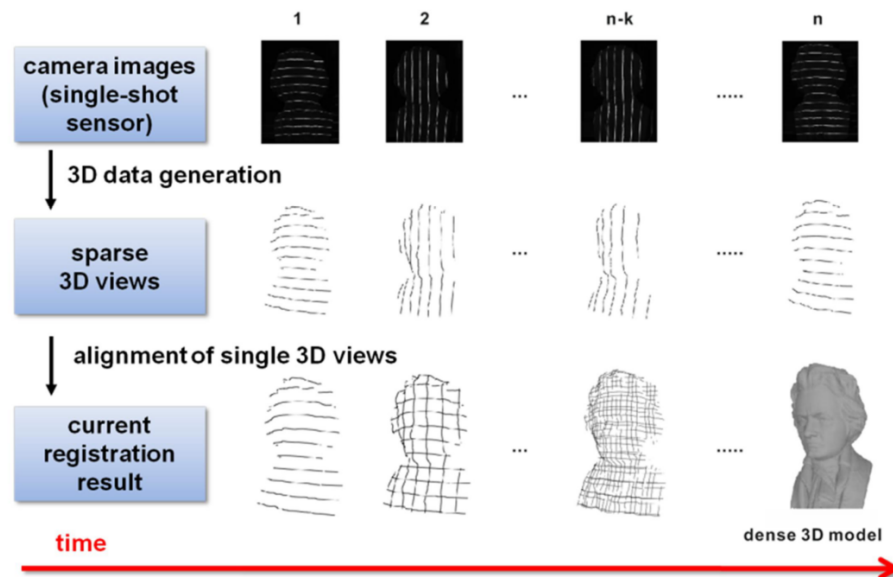 1 2 n-k n
camera images
(single-shot
sensor)
... .....
3D data generation
sparse
3D views
... .....
alignment of single 3D views
current
registration
result
... .....
dense 3D model
time